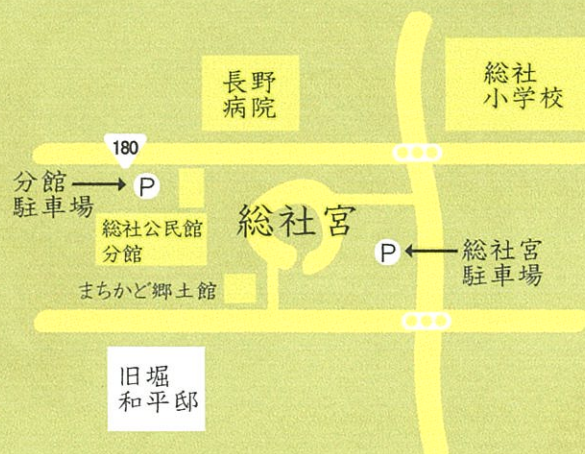 長野
病院
総社
小学校
180
分館
駐車場
P
総社公民館
分館
総社宮
P
総社宮
駐車場
まちかど郷土館
旧堀
和平邸